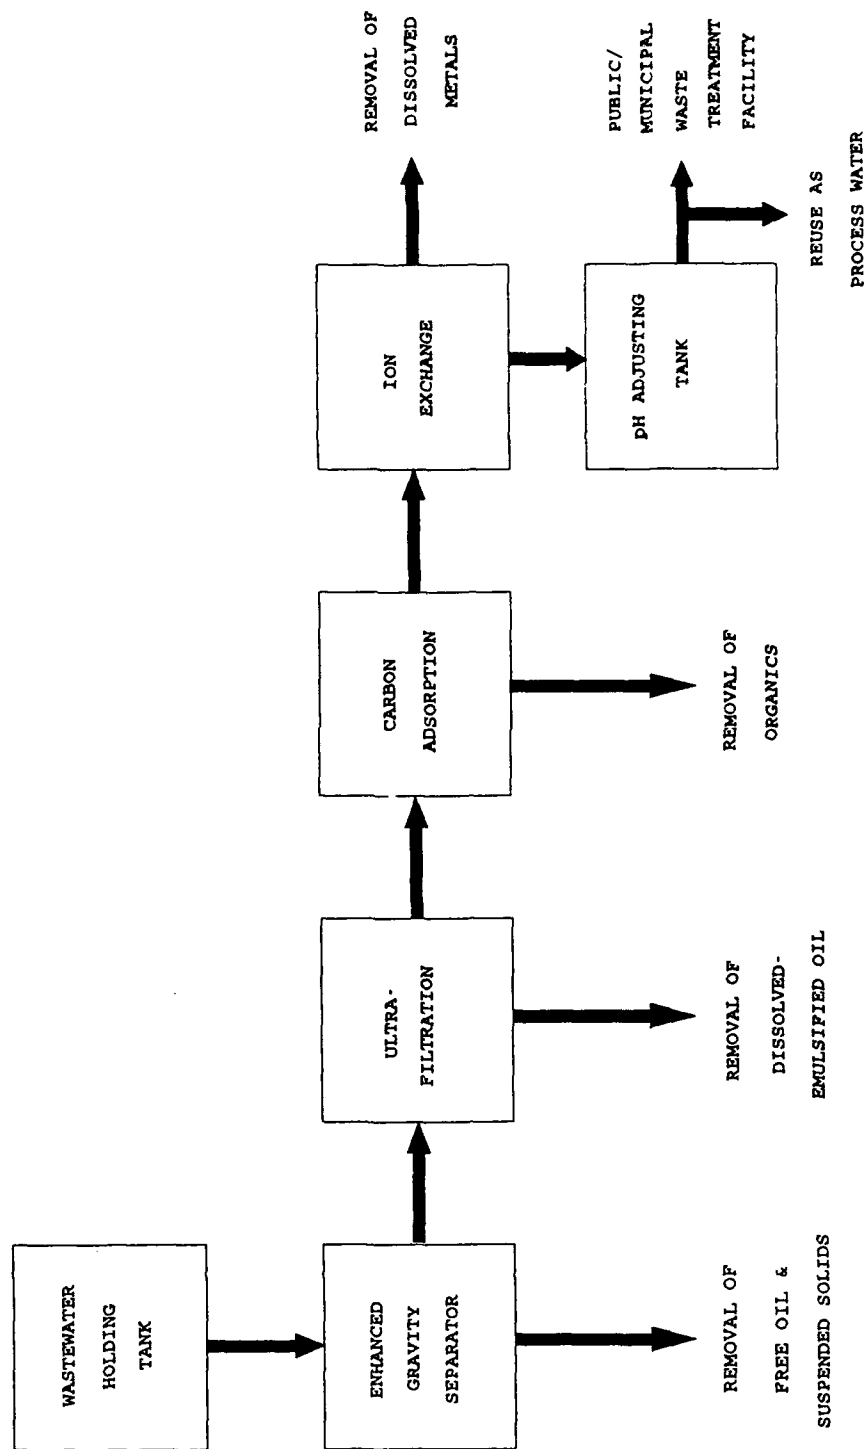 WASTEWATER
HOLDING
TANK
ENHANCED
GRAVITY
SEPARATOR
REMOVAL OF
FREE OIL &
SUSPENDED SOLIDS
ULTRA-
FILTRATION
REMOVAL OF
DISSOLVED-
EMULSIFIED OIL
CARBON
ADSORPTION
REMOVAL OF
ORGANICS
ION
EXCHANGE
REMOVAL OF
DISSOLVED
METALS
pH ADJUSTING
TANK
PUBLIC/
MUNICIPAL
WASTE
TREATMENT
FACILITY
REUSE AS
PROCESS WATER